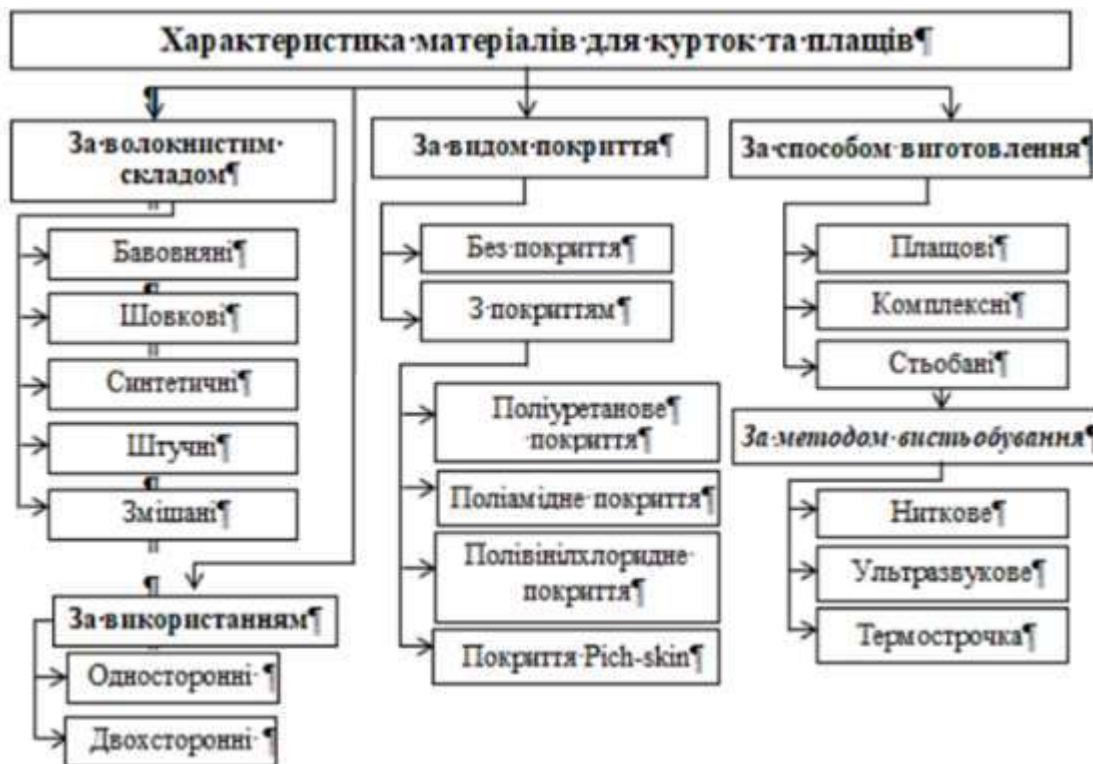 Характеристика·матеріалів·для·курток·та·плащів¶
¶
За·волокнистим·
складом¶
Бавовняні¶
Шовкові¶
Синтетичні¶
Штучні¶
Змішані¶
¶
За·використанням¶
Односторонні·¶
Двохсторонні·¶
За·видом·покриття¶
Без·покриття¶
З·покриттям¶
Поліуретанове¶
·покриття¶
Поліамідне·покриття¶
Полівінілхлоридне·
покриття¶
Покриття·Pich-skin¶
За·способом·виготовлення¶
Плащові¶
Комплексні¶
Стьобані¶
За·методом·вистьобування¶
Ниткове¶
Ультразвукове¶
Термострочка¶